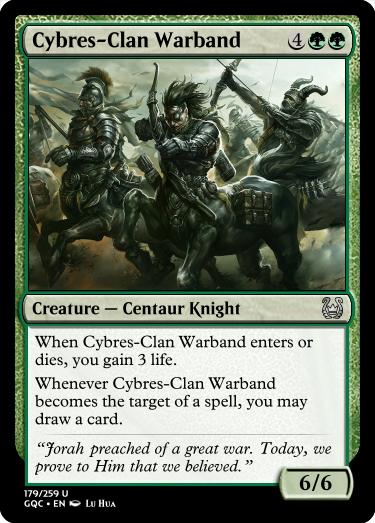 Cybres-Clan Warband 4
Creature — Centaur Knight
When Cybres-Clan Warband enters or
dies, you gain 3 life.
Whenever Cybres-Clan Warband
becomes the target of a spell, you may
draw a card.
“Jorah preached of a great war. Today, we
prove to Him that we believed.”
6/6
179/259 U
GQC • EN Lu Hua